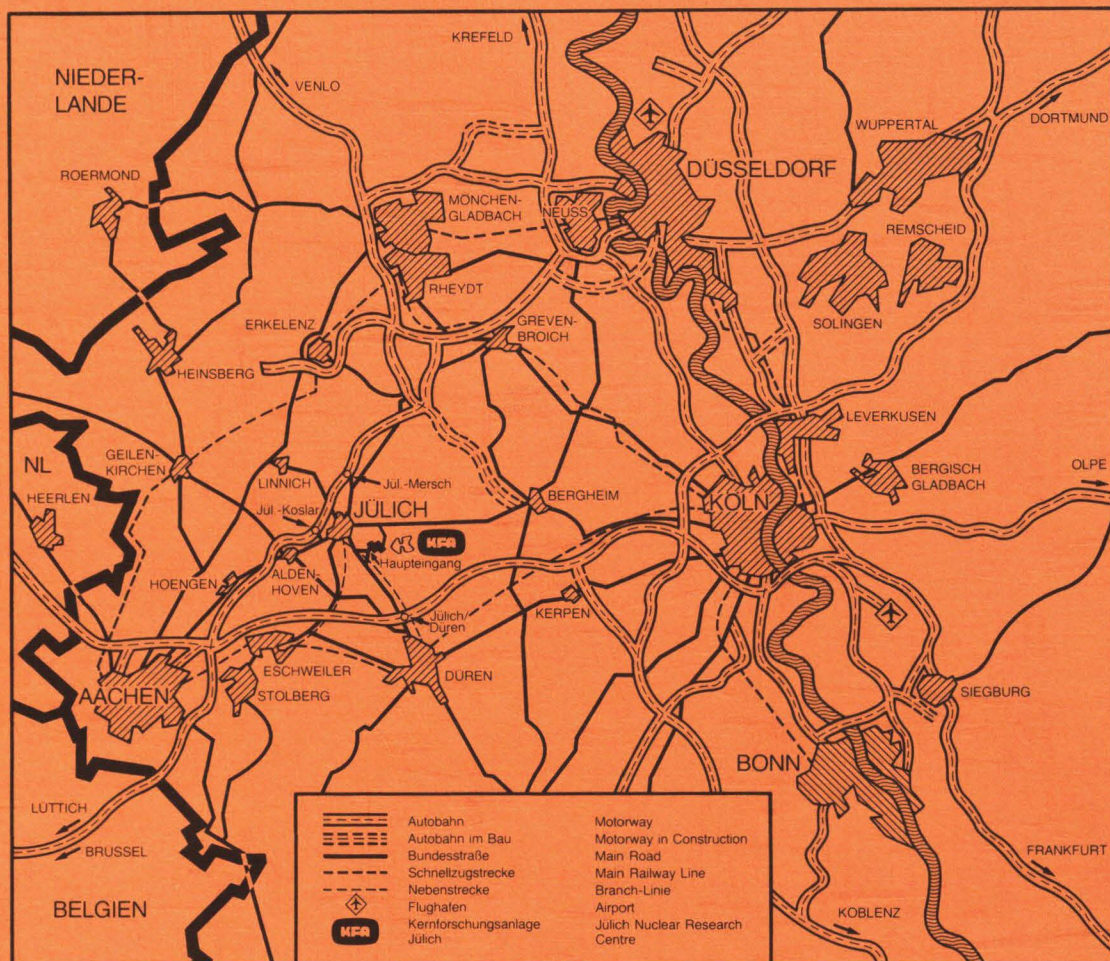 KREFELD
NIEDER-
LANDE
VENLO
DORTMUND
WUPPERTAL
DÜSSELDORF
ROERMOND
MÖNCHEN-
GLADBACH
NEUSS
REMSCHEID
RHEYDT
SOLINGEN
ERKELENZ
GREVEN-
BROICH
HEINSBERG
LEVERKUSEN
GEILEN-
KIRCHEN
NL
HEERLEN
LINNICH
Jül.-Mersch
BERGHEIM
BERGISCH
GLADBACH
OLPE
Jül.-Koslar
JÜLICH
KÖLN
KFA
Haupteingang
HOENGEN
ALDEN-
HOVEN
KERPEN
Jülich/
Düren
ESCHWEILER
DÜREN
AACHEN
STOLBERG
SIEGBURG
BONN
LÜTTICH
BRÜSSEL
FRANKFURT
BELGIEN
KOBLENZ
Autobahn Motorway
Autobahn im Bau Motorway in Construction
Bundesstraße Main Road
Schnellzugstrecke Main Railway Line
Nebenstrecke Branch-Linie
Flughafen Airport
KFA Kernforschungsanlage Jülich Nuclear Research
Jülich Centre